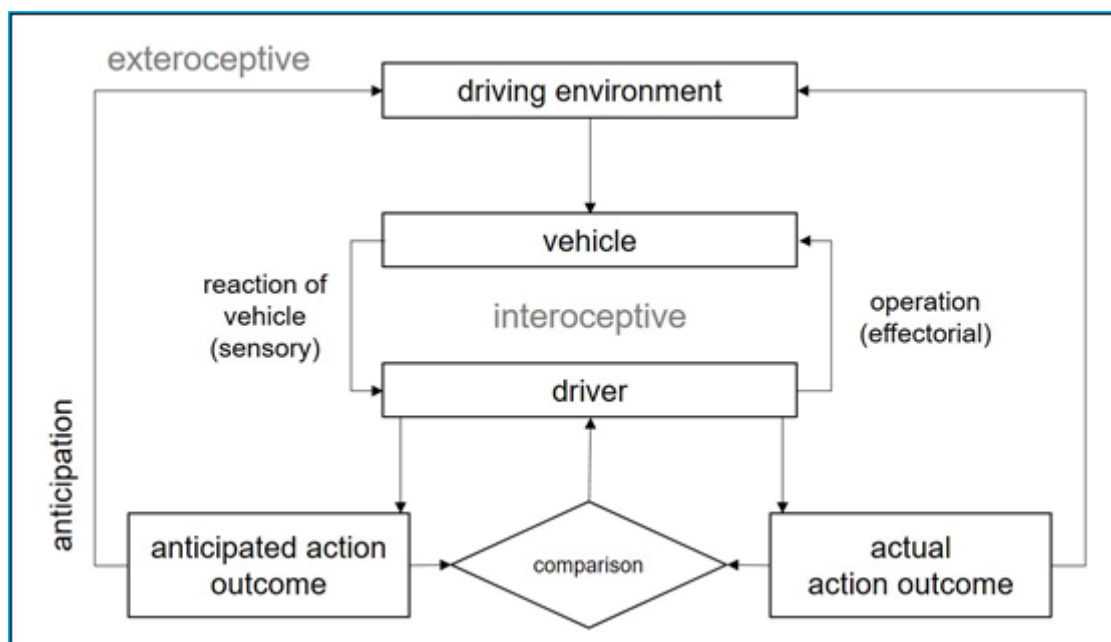 exteroceptive
driving environment
vehicle
reaction of
vehicle
(sensory)
interoceptive
operation
(effectorial)
driver
anticipation
anticipated action
outcome
comparison
actual
action outcome